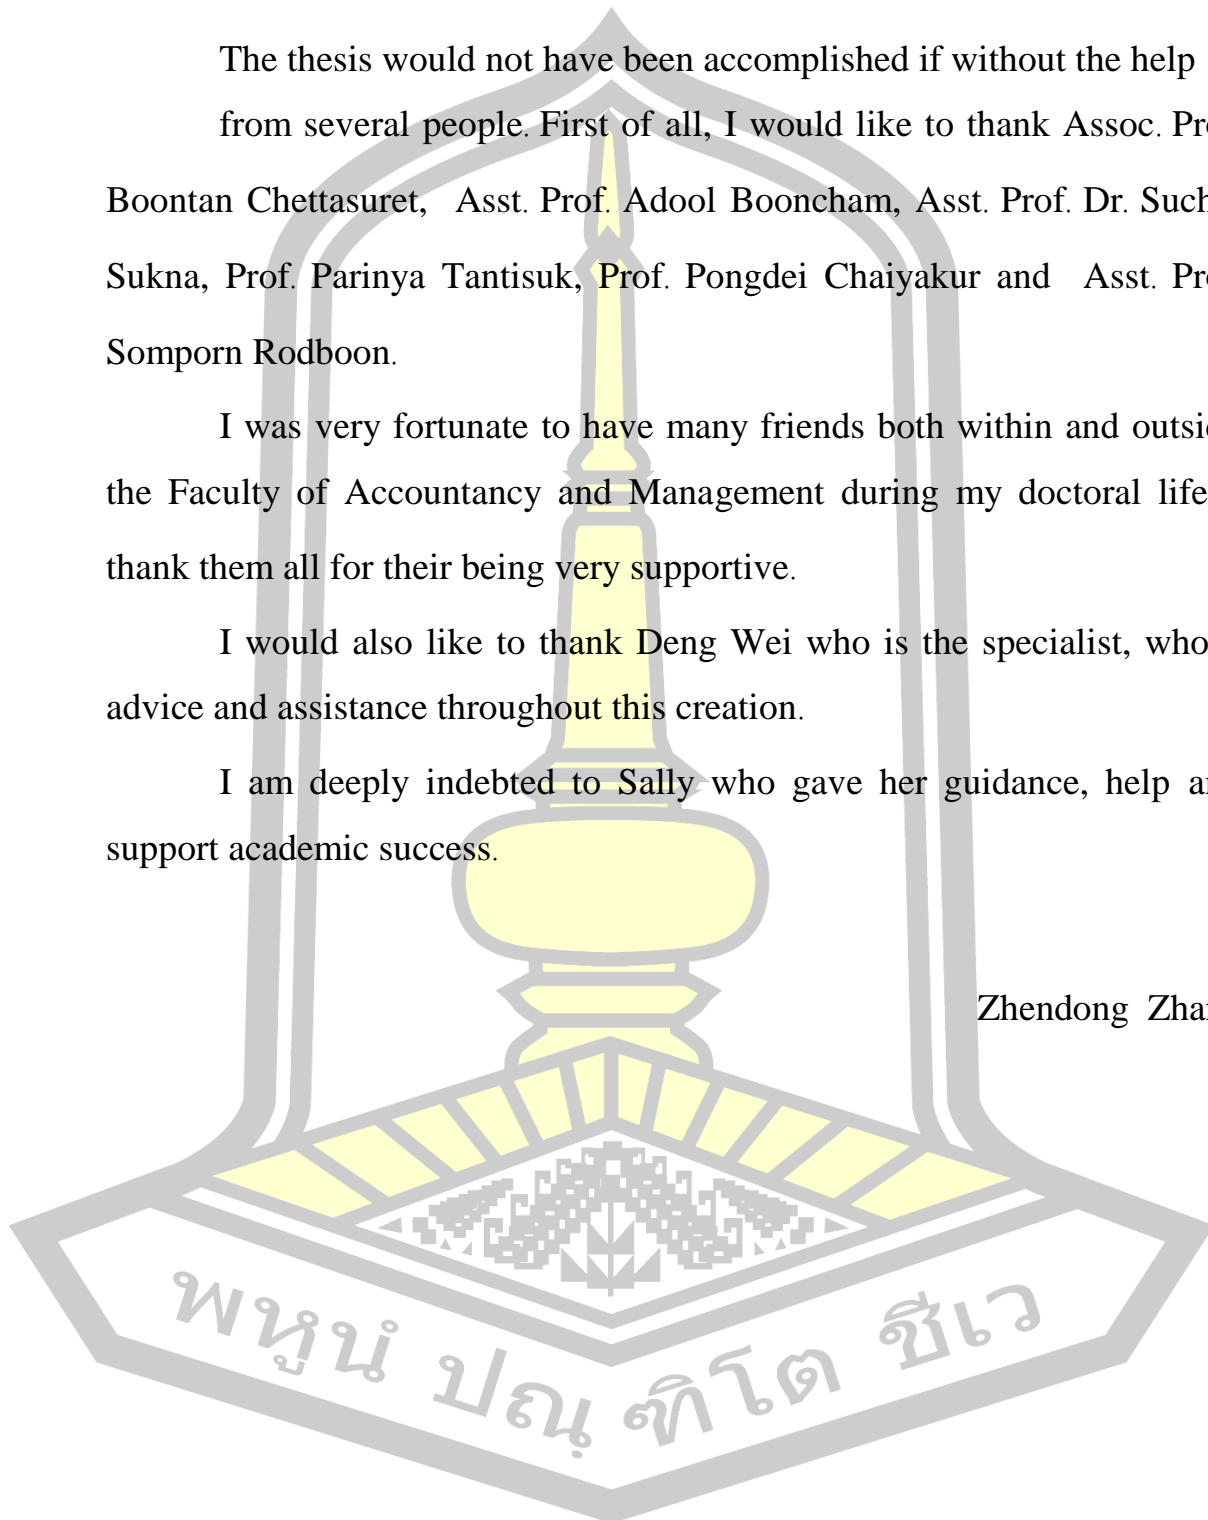 The thesis would not have been accomplished if without the help
from several people. First of all, I would like to thank Assoc.
Boontan Chettasuret, Asst. Prof. Adool Booncham, Asst. Prof. Dr.
Sukna, Prof. Parinya Tantisuk, Prof. Pongdei Chaiyakur and Asst.
Somporn Rodboon.
I was very fortunate to have many friends both within and
the Faculty of Accountancy and Management during my doctoral life
thank them all for their being very supportive.
I would also like to thank Deng Wei who is the specialist, who
advice and assistance throughout this creation.
I am deeply indebted to Sally who gave her guidance, help
support academic success.
Zhendong
พหูนํ ปณฺ ฑิโต ชีเว